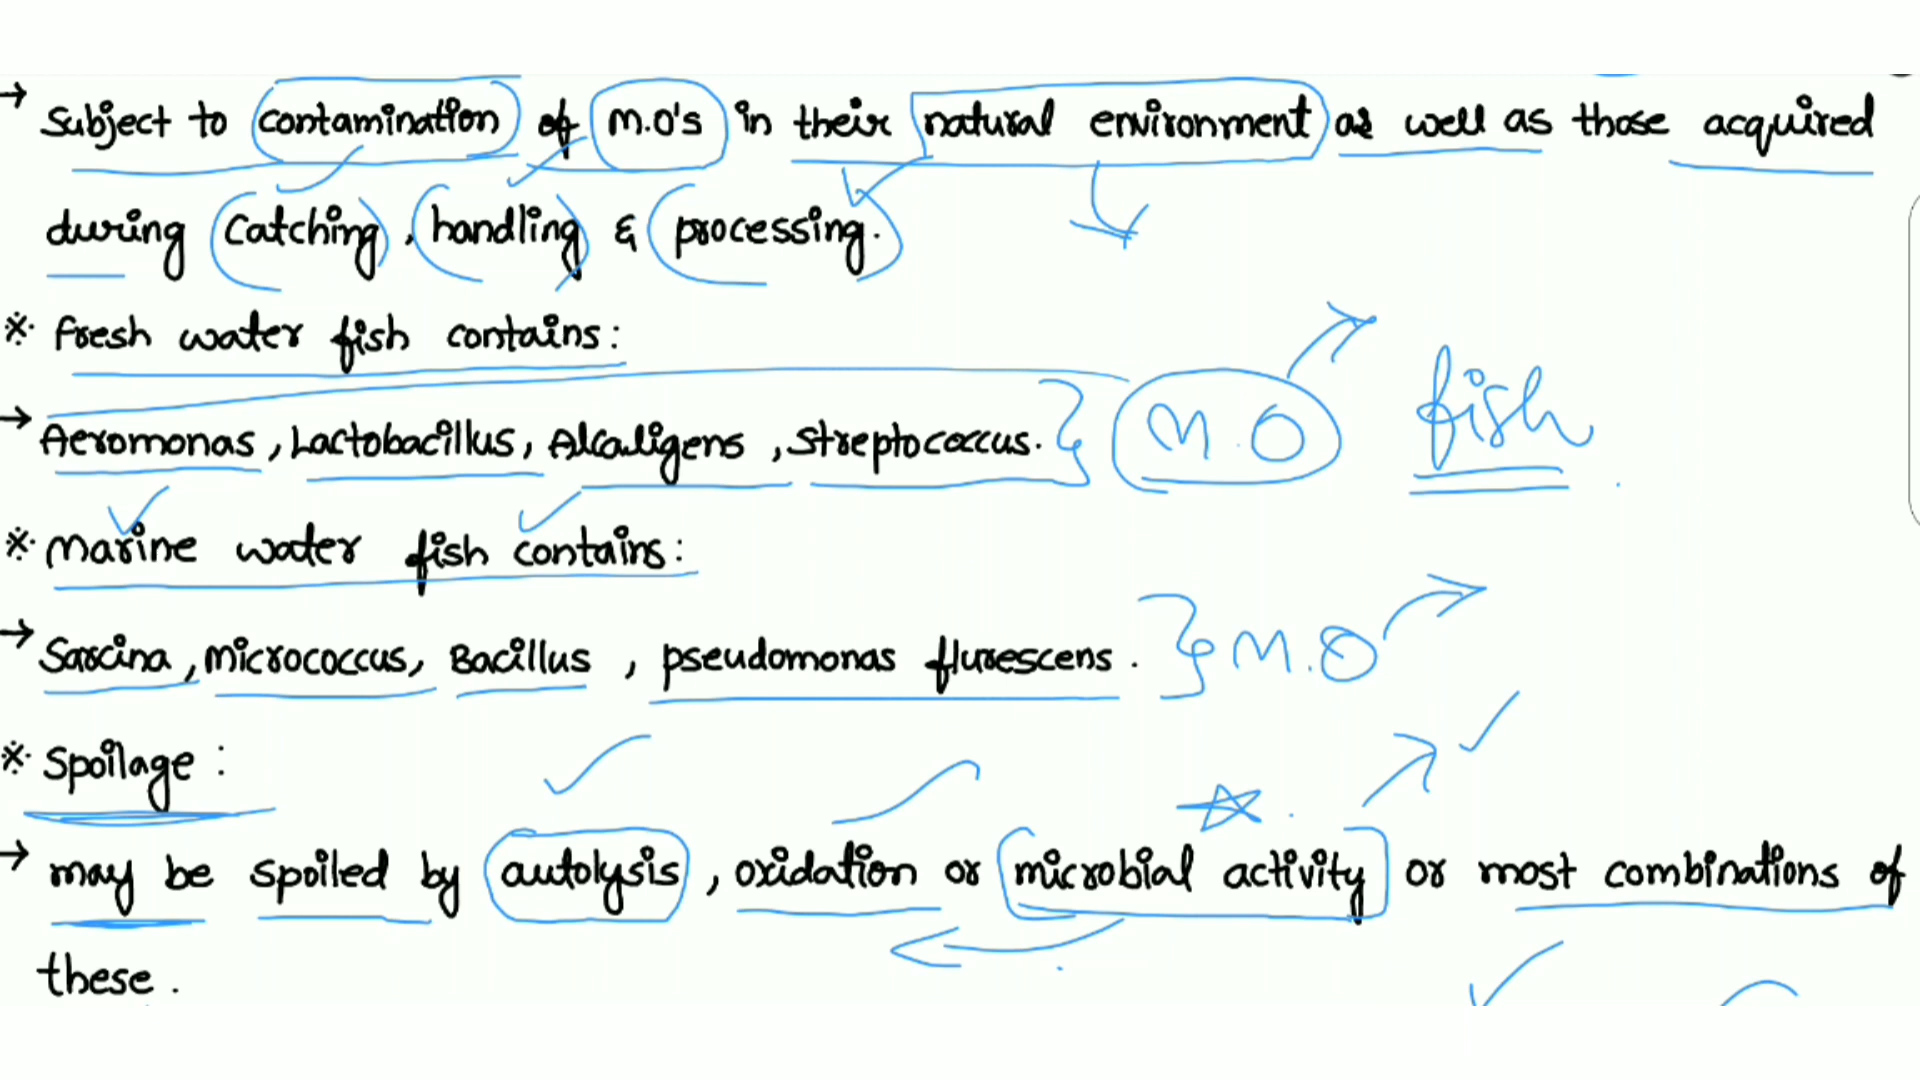 → Subject to contamination of M.O's in their natural environment as well as those acquired
during Catching, handling & processing.
※ Fresh water fish contains:
→ Aeromonas, Lactobacillus, Alcaligens, Streptococcus. } M.O fish
※ Marine water fish contains:
→ Sarcina, Micrococcus, Bacillus, pseudomonas flurescens. } M.O
※ Spoilage:
→ may be spoiled by autolysis, oxidation or microbial activity or most combinations of
these.